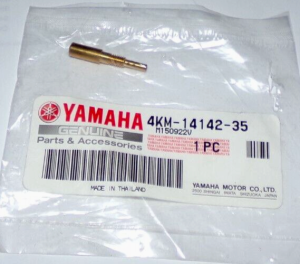 YAMAHA
GENUINE
Parts & Accessories
4KM-14142-35
M150922V
1 PC
MADE IN THAILAND
YAMAHA MOTOR CO., LTD.